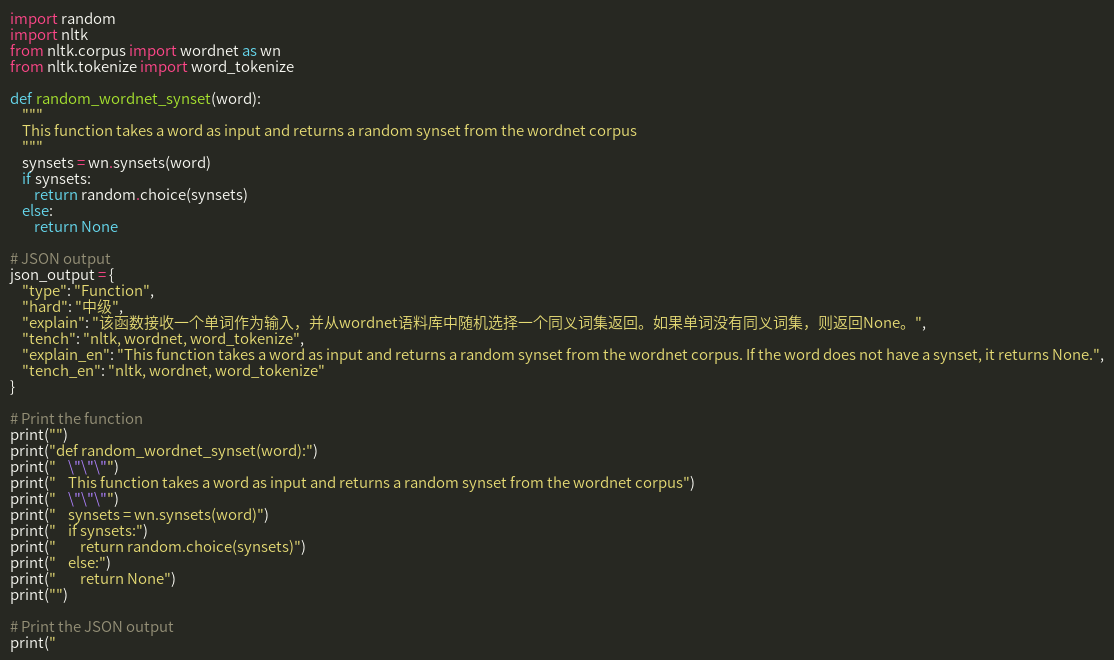 import random
import nltk
from nltk.corpus import wordnet as wn
from nltk.tokenize import word_tokenize

def random_wordnet_synset(word):
    """
    This function takes a word as input and returns a random synset from the wordnet corpus
    """
    synsets = wn.synsets(word)
    if synsets:
        return random.choice(synsets)
    else:
        return None

# JSON output
json_output = {
    "type": "Function",
    "hard": "中级",
    "explain": "该函数接收一个单词作为输入，并从wordnet语料库中随机选择一个同义词集返回。如果单词没有同义词集，则返回None。",
    "tench": "nltk, wordnet, word_tokenize",
    "explain_en": "This function takes a word as input and returns a random synset from the wordnet corpus. If the word does not have a synset, it returns None.",
    "tench_en": "nltk, wordnet, word_tokenize"
}

# Print the function
print("")
print("def random_wordnet_synset(word):")
print("    \"\"\"")
print("    This function takes a word as input and returns a random synset from the wordnet corpus")
print("    \"\"\"")
print("    synsets = wn.synsets(word)")
print("    if synsets:")
print("        return random.choice(synsets)")
print("    else:")
print("        return None")
print("")

# Print the JSON output
print("